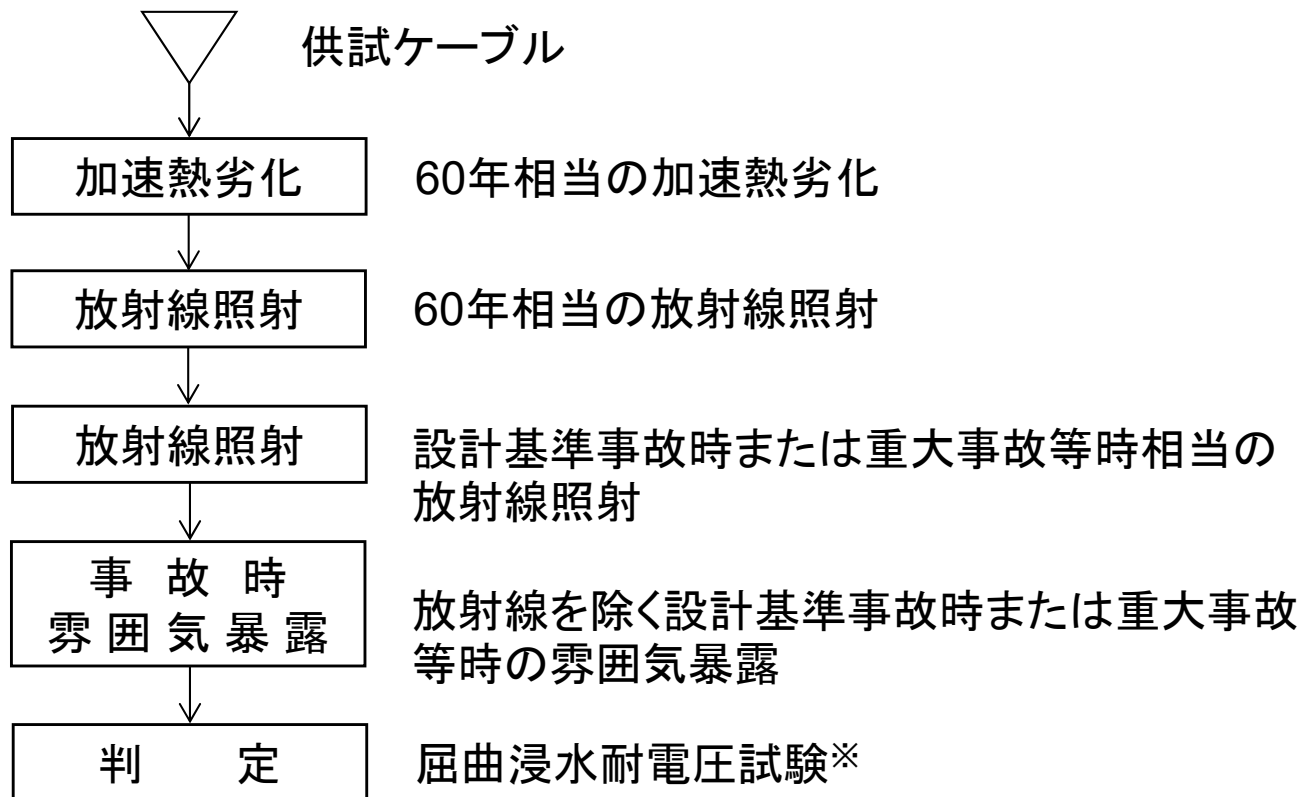 供試ケーブル
加速熱劣化
60年相当の加速熱劣化
放射線照射
60年相当の放射線照射
放射線照射
設計基準事故時または重大事故等時相当の
放射線照射
事 故 時
雰 囲 気 暴 露
放射線を除く設計基準事故時または重大事故
等時の雰囲気暴露
判 定
屈曲浸水耐電圧試験※